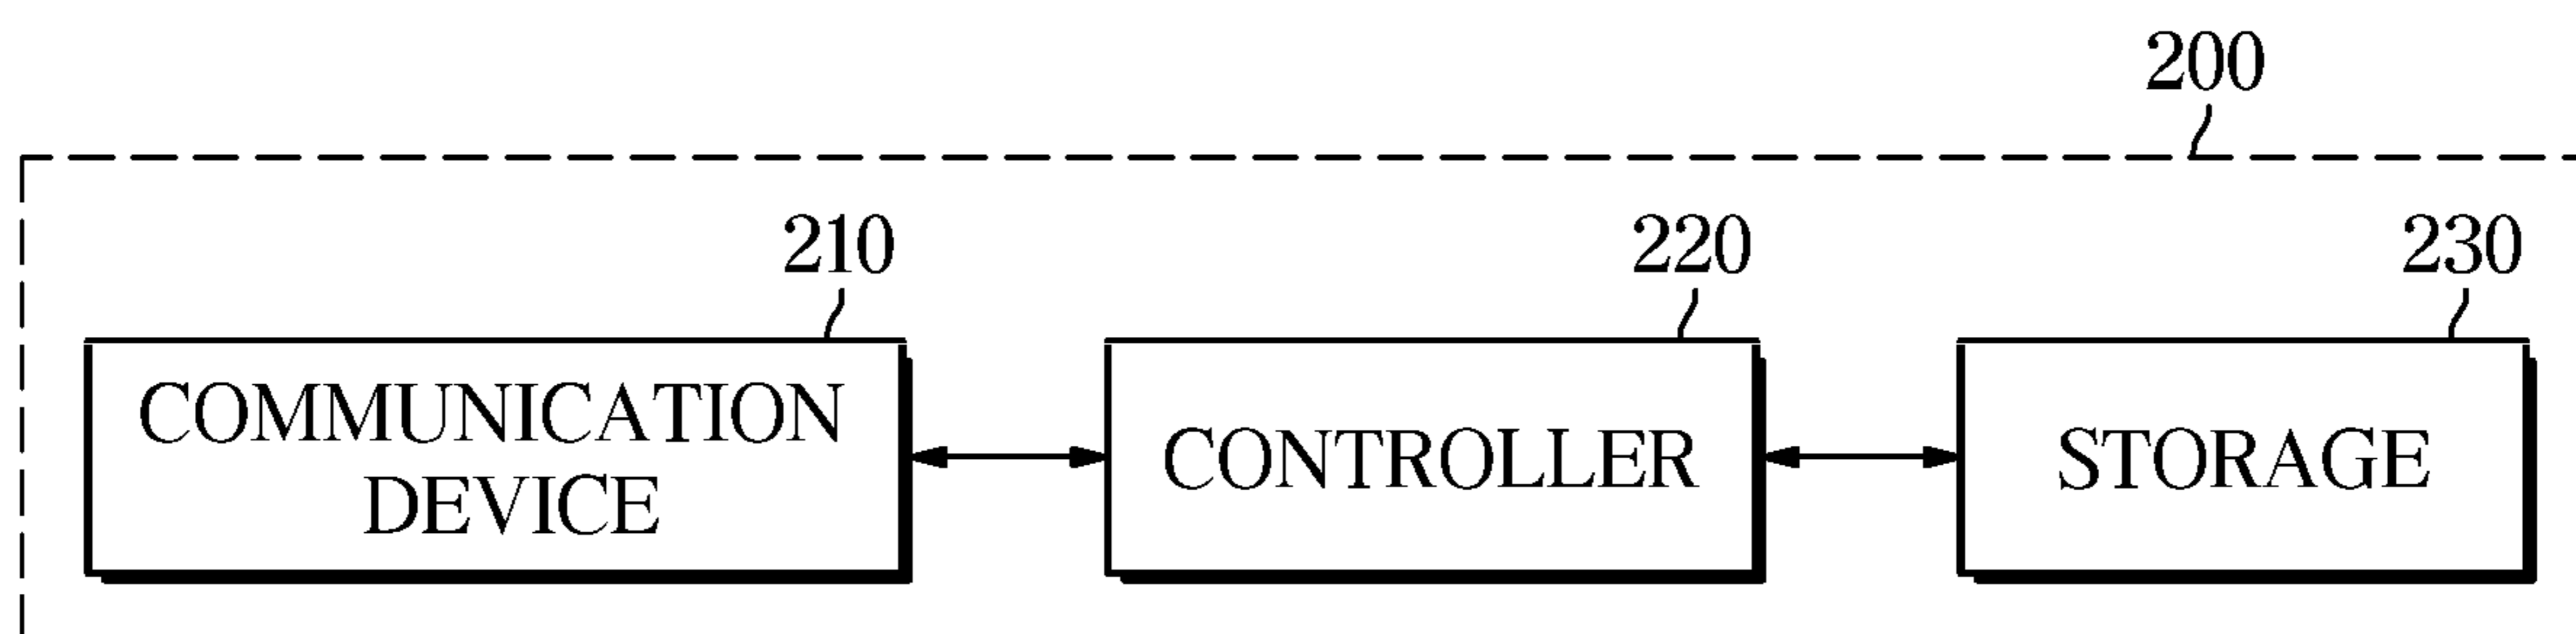 200
210
220
230
COMMUNICATION
DEVICE
CONTROLLER
STORAGE